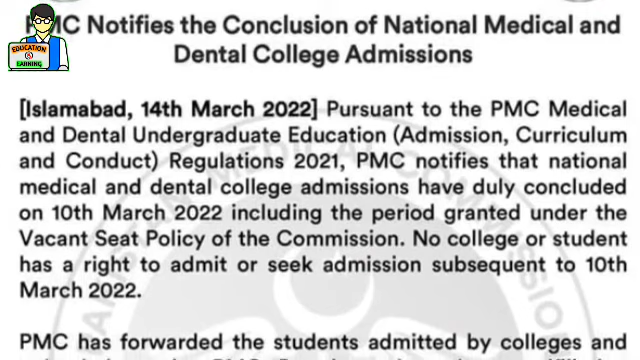 PMC Notifies the Conclusion of National Medical and
Dental College Admissions
EDUCATION
&
EARNING
[Islamabad, 14th March 2022] Pursuant to the PMC Medical
and Dental Undergraduate Education (Admission, Curriculum
and Conduct) Regulations 2021, PMC notifies that national
medical and dental college admissions have duly concluded
on 10th March 2022 including the period granted under the
Vacant Seat Policy of the Commission. No college or student
has a right to admit or seek admission subsequent to 10th
March 2022.
PMC has forwarded the students admitted by colleges and